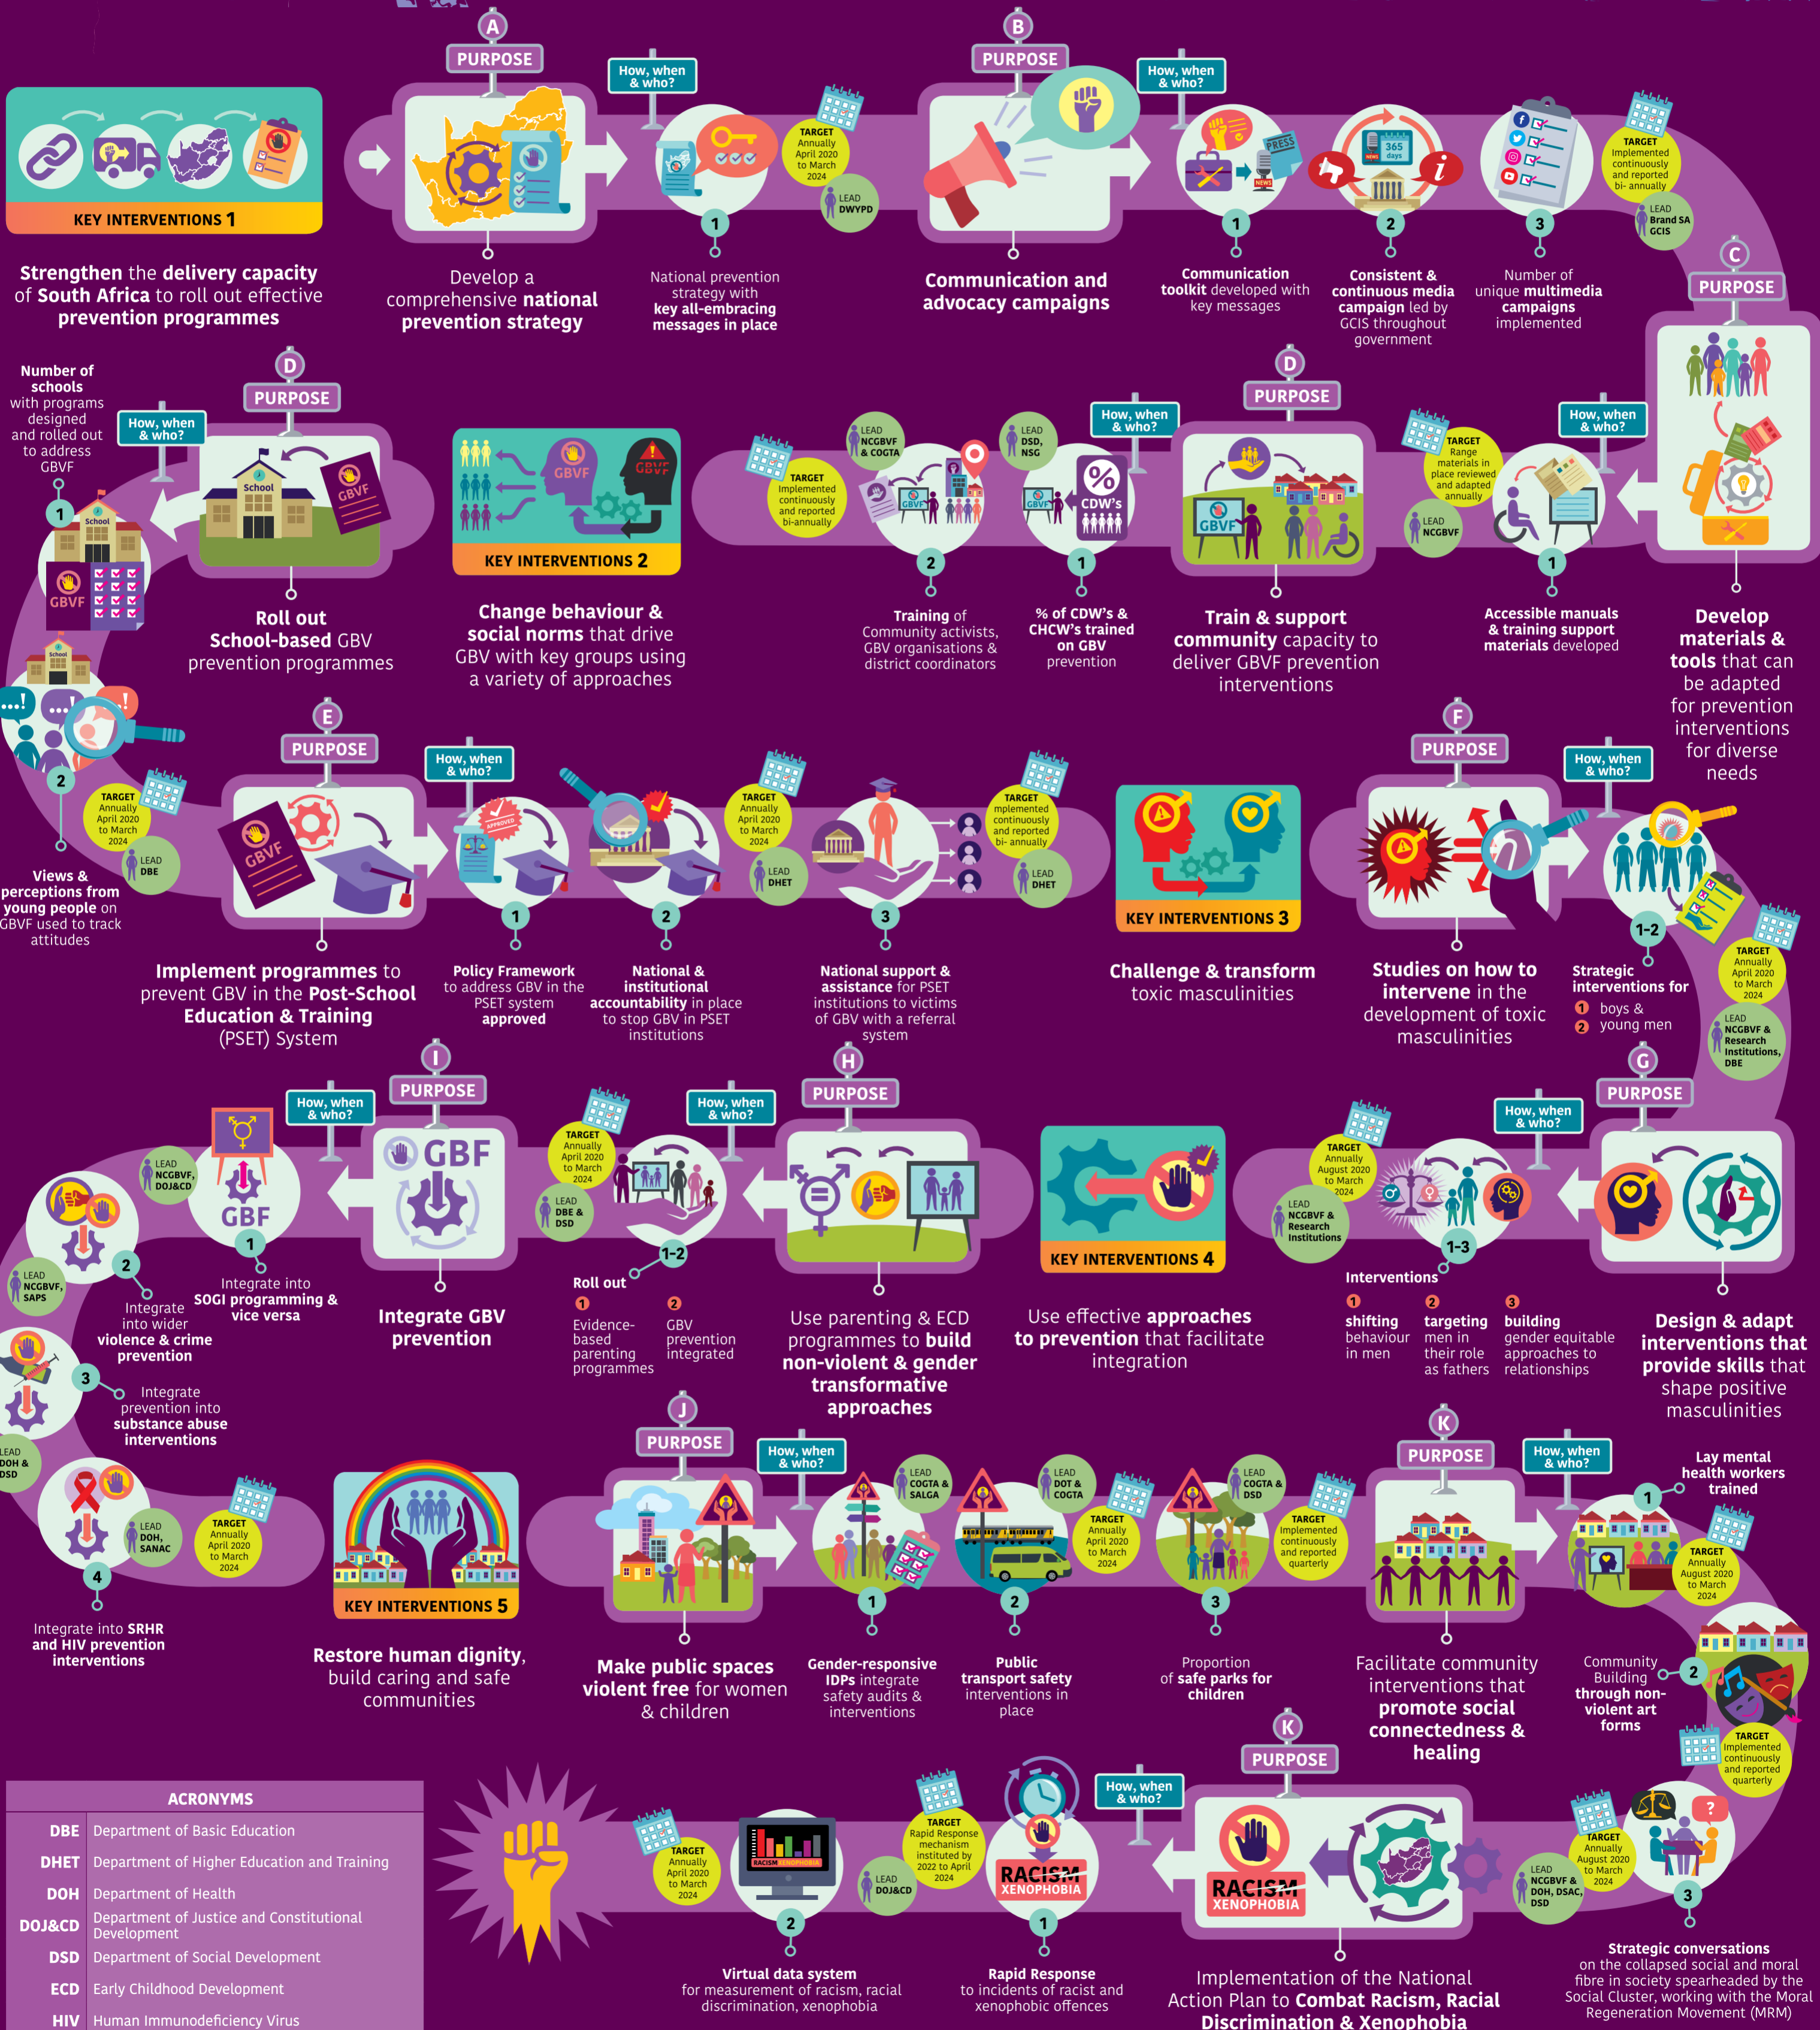 KEY INTERVENTIONS 1
Strengthen the delivery capacity
of South Africa to roll out effective
prevention programmes
A
PURPOSE
Develop a
comprehensive national
prevention strategy
How, when
& who?
1
National prevention
strategy with
key all-embracing
messages in place
TARGET
Annually
April 2020
to March
2024
LEAD
DWYPD
B
PURPOSE
Communication and
advocacy campaigns
How, when
& who?
PRESS
NEWS
1
Communication
toolkit developed with
key messages
365
days
NEWS
i
2
Consistent &
continuous media
campaign led by
GCIS throughout
government
3
Number of
unique multimedia
campaigns
implemented
TARGET
Implemented
continuously
and reported
bi- annually
LEAD
Brand SA
GCIS
C
PURPOSE
Develop
materials &
tools that can
be adapted
for prevention
interventions
for diverse
needs
How, when
& who?
1
Accessible manuals
& training support
materials developed
TARGET
Range
materials in
place reviewed
and adapted
annually
LEAD
NCGBVF
D
PURPOSE
GBVF
Train & support
community capacity to
deliver GBVF prevention
interventions
How, when
& who?
LEAD
DSD,
NSG
GBVF
%
CDW's
1
% of CDW's &
CHCW's trained
on GBV
prevention
LEAD
NCGBVF
& COGTA
GBVF
2
Training of
Community activists,
GBV organisations &
district coordinators
TARGET
Implemented
continuously
and reported
bi-annually
GBVF
GBVF
KEY INTERVENTIONS 2
Change behaviour &
social norms that drive
GBV with key groups using
a variety of approaches
D
PURPOSE
School
GBVF
Roll out
School-based GBV
prevention programmes
How, when
& who?
Number of
schools
with programs
designed
and rolled out
to address
GBVF
1
School
GBVF
School
...!
...
!
2
Views &
perceptions from
young people on
GBVF used to track
attitudes
TARGET
Annually
April 2020
to March
2024
LEAD
DBE
E
PURPOSE
GBVF
Implement programmes to
prevent GBV in the Post-School
Education & Training
(PSET) System
How, when
& who?
APPROVED
1
Policy Framework
to address GBV in the
PSET system
approved
2
National &
institutional
accountability in place
to stop GBV in PSET
institutions
TARGET
Annually
April 2020
to March
2024
LEAD
DHET
3
National support &
assistance for PSET
institutions to victims
of GBV with a referral
system
TARGET
mplemented
continuously
and reported
bi- annually
LEAD
DHET
KEY INTERVENTIONS 3
Challenge & transform
toxic masculinities
F
PURPOSE
Studies on how to
intervene in the
development of toxic
masculinities
How, when
& who?
1-2
Strategic
interventions for
1 boys &
2 young men
TARGET
Annually
April 2020
to March
2024
LEAD
NCGBVF &
Research
Institutions,
DBE
G
PURPOSE
Design & adapt
interventions that
provide skills that
shape positive
masculinities
How, when
& who?
1-3
Interventions
1
shifting
behaviour
in men
2
targeting
men in
their role
as fathers
3
building
gender equitable
approaches to
relationships
TARGET
Annually
August 2020
to March
2024
LEAD
NCGBVF &
Research
Institutions
KEY INTERVENTIONS 4
Use effective approaches
to prevention that facilitate
integration
H
PURPOSE
Use parenting & ECD
programmes to build
non-violent & gender
transformative
approaches
How, when
& who?
1-2
Roll out
1
Evidence-
based
parenting
programmes
2
GBV
prevention
integrated
TARGET
Annually
April 2020
to March
2024
LEAD
DBE &
DSD
I
PURPOSE
GBF
Integrate GBV
prevention
How, when
& who?
GBF
1
Integrate into
SOGI programming &
vice versa
LEAD
NCGBVF,
DOJ&CD
2
Integrate
into wider
violence & crime
prevention
LEAD
NCGBVF,
SAPS
3
Integrate
prevention into
substance abuse
interventions
LEAD
DOH &
DSD
4
Integrate into SRHR
and HIV prevention
interventions
LEAD
DOH,
SANAC
TARGET
Annually
April 2020
to March
2024
KEY INTERVENTIONS 5
Restore human dignity,
build caring and safe
communities
J
PURPOSE
Make public spaces
violent free for women
& children
How, when
& who?
LEAD
COGTA &
SALGA
1
Gender-responsive
IDPs integrate
safety audits &
interventions
LEAD
DOT &
COGTA
2
Public
transport safety
interventions in
place
TARGET
Annually
April 2020
to March
2024
LEAD
COGTA &
DSD
3
Proportion
of safe parks for
children
TARGET
Implemented
continuously
and reported
quarterly
K
PURPOSE
Facilitate community
interventions that
promote social
connectedness &
healing
How, when
& who?
1
Lay mental
health workers
trained
TARGET
Annually
August 2020
to March
2024
2
Community
Building
through non-
violent art
forms
TARGET
Implemented
continuously
and reported
quarterly
?
3
Strategic conversations
on the collapsed social and moral
fibre in society spearheaded by the
Social Cluster, working with the Moral
Regeneration Movement (MRM)
TARGET
Annually
August 2020
to March
2024
LEAD
NCGBVF &
DOH, DSAC,
DSD
K
PURPOSE
RACISM
XENOPHOBIA
Implementation of the National
Action Plan to Combat Racism, Racial
Discrimination & Xenophobia
How, when
& who?
RACISM
XENOPHOBIA
1
Rapid Response
to incidents of racist and
xenophobic offences
TARGET
Rapid Response
mechanism
instituted by
2022 to April
2024
LEAD
DOJ&CD
RACISM XENOPHOBIA
2
Virtual data system
for measurement of racism, racial
discrimination, xenophobia
TARGET
Annually
April 2020
to March
2024
ACRONYMS
DBE Department of Basic Education
DHET Department of Higher Education and Training
DOH Department of Health
DOJ&CD Department of Justice and Constitutional
Development
DSD Department of Social Development
ECD Early Childhood Development
HIV Human Immunodeficiency Virus